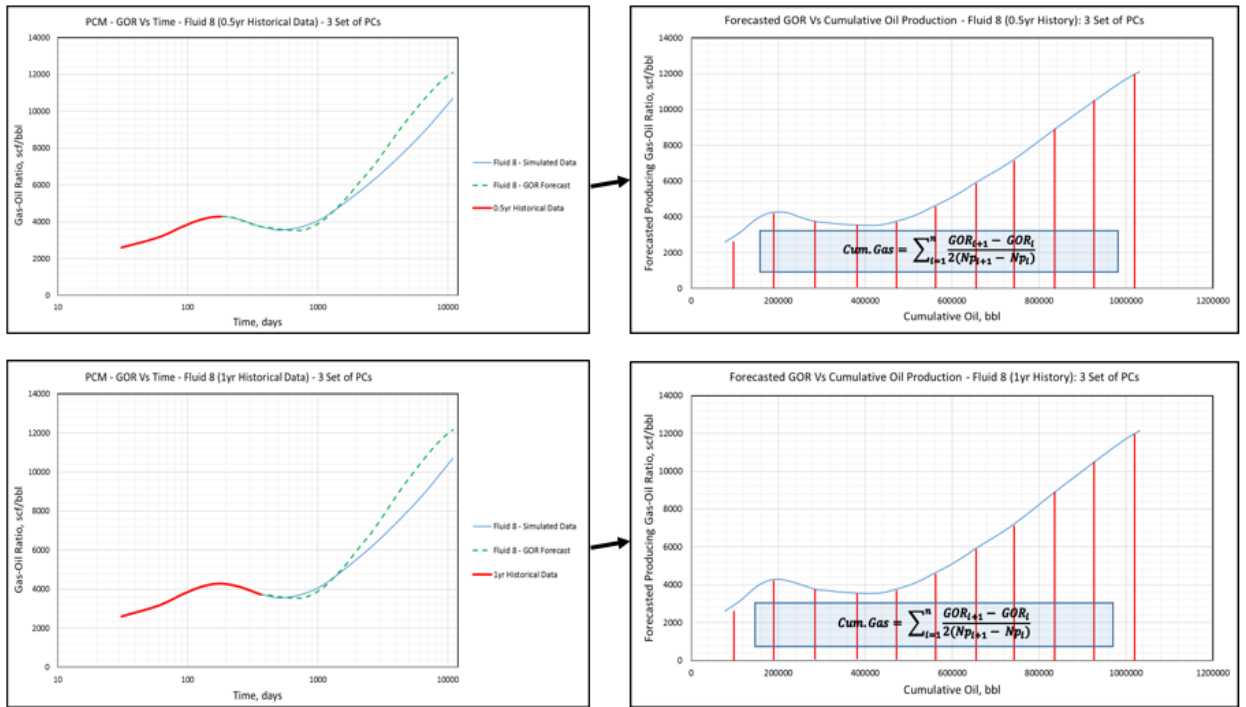 PCM - GOR Vs Time - Fluid 8 (0.5yr Historical Data) - 3 Set of PCs
14000
12000
10000
8000
6000
4000
2000
0
Gas-Oil Ratio, scf/bbl
10
100
1000
10000
Time, days
Fluid 8 - Simulated Data
Fluid 8 - GOR Forecast
0.5yr Historical Data
Forecasted GOR Vs Cumulative Oil Production - Fluid 8 (0.5yr History): 3 Set of PCs
14000
12000
10000
8000
6000
4000
2000
0
Forecasted Producing Gas-Oil Ratio, scf/bbl
Cum. Gas = ∑_{i=1}^{n} (GOR_{i+1} − GOR_i) / 2(Np_{i+1} − Np_i)
0
200000
400000
600000
800000
1000000
1200000
Cumulative Oil, bbl
PCM - GOR Vs Time - Fluid 8 (1yr Historical Data) - 3 Set of PCs
14000
12000
10000
8000
6000
4000
2000
0
Gas-Oil Ratio, scf/bbl
10
100
1000
10000
Time, days
Fluid 8 - Simulated Data
Fluid 8 - GOR Forecast
1yr Historical Data
Forecasted GOR Vs Cumulative Oil Production - Fluid 8 (1yr History): 3 Set of PCs
14000
12000
10000
8000
6000
4000
2000
0
Forecasted Producing Gas-Oil Ratio, scf/bbl
Cum. Gas = ∑_{i=1}^{n} (GOR_{i+1} − GOR_i) / 2(Np_{i+1} − Np_i)
0
200000
400000
600000
800000
1000000
1200000
Cumulative Oil, bbl